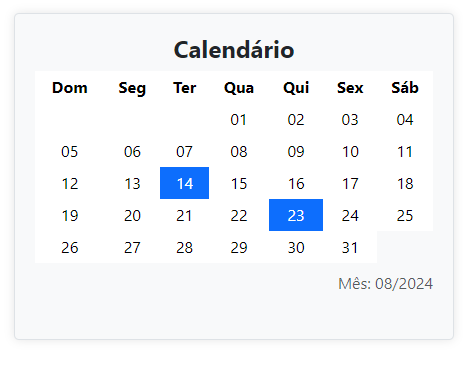 Calendário
Dom Seg Ter Qua Qui Sex Sáb
01 02 03 04
05 06 07 08 09 10 11
12 13 14 15 16 17 18
19 20 21 22 23 24 25
26 27 28 29 30 31
Mês: 08/2024